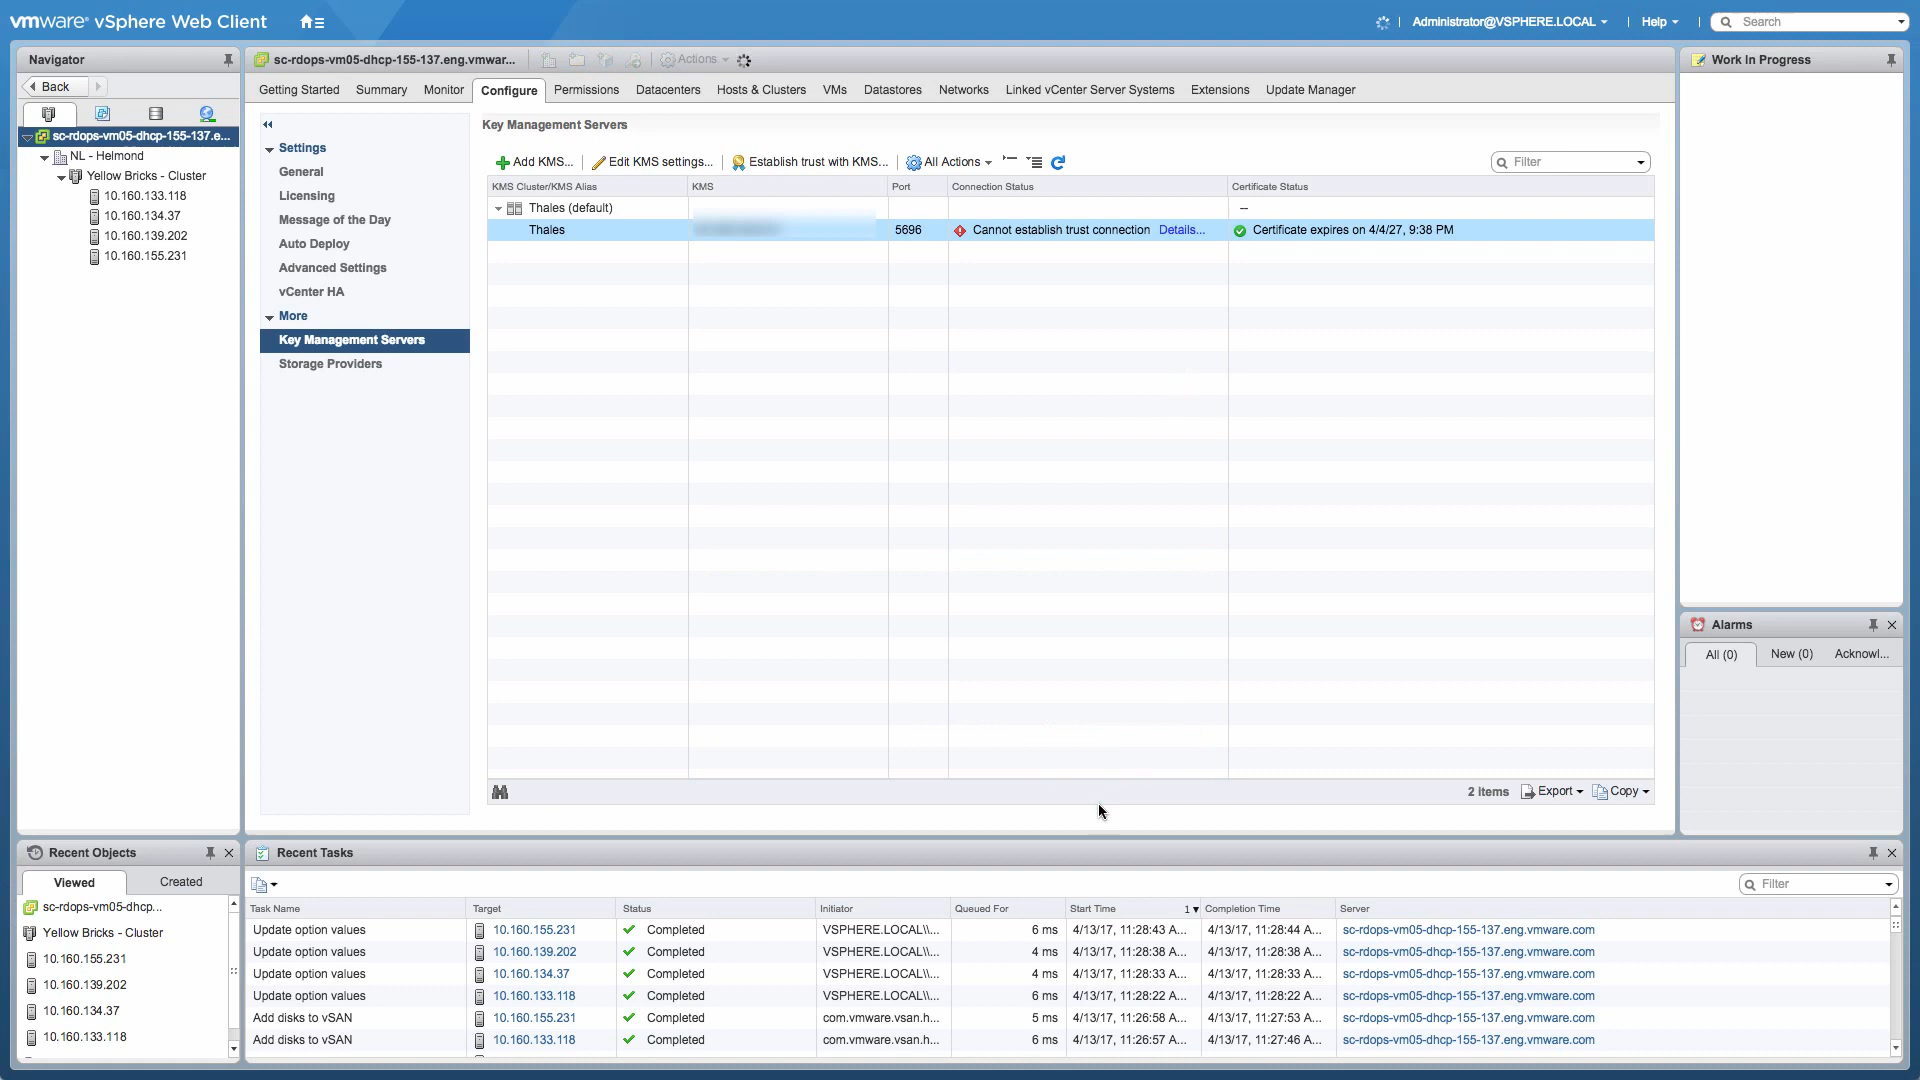 vmware® vSphere Web Client
Administrator@VSPHERE.LOCAL
Help
Search
Navigator
Back
sc-rdops-vm05-dhcp-155-137.e...
NL - Helmond
Yellow Bricks - Cluster
10.160.133.118
10.160.134.37
10.160.139.202
10.160.155.231
sc-rdops-vm05-dhcp-155-137.eng.vmwar...
Actions
Getting Started Summary Monitor Configure Permissions Datacenters Hosts & Clusters VMs Datastores Networks Linked vCenter Server Systems Extensions Update Manager
Settings
General
Licensing
Message of the Day
Auto Deploy
Advanced Settings
vCenter HA
More
Key Management Servers
Storage Providers
Key Management Servers
Add KMS... Edit KMS settings... Establish trust with KMS... All Actions
Filter
KMS Cluster/KMS Alias KMS Port Connection Status Certificate Status
Thales (default) --
Thales 5696 Cannot establish trust connection Details... Certificate expires on 4/4/27, 9:38 PM
2 items Export Copy
Work In Progress
Alarms
All (0) New (0) Acknowl...
Recent Objects
Viewed Created
sc-rdops-vm05-dhcp...
Yellow Bricks - Cluster
10.160.155.231
10.160.139.202
10.160.134.37
10.160.133.118
Recent Tasks
Filter
Task Name Target Status Initiator Queued For Start Time 1 Completion Time Server
Update option values 10.160.155.231 Completed VSPHERE.LOCAL\\... 6 ms 4/13/17, 11:28:43 A... 4/13/17, 11:28:44 A... sc-rdops-vm05-dhcp-155-137.eng.vmware.com
Update option values 10.160.139.202 Completed VSPHERE.LOCAL\\... 4 ms 4/13/17, 11:28:38 A... 4/13/17, 11:28:38 A... sc-rdops-vm05-dhcp-155-137.eng.vmware.com
Update option values 10.160.134.37 Completed VSPHERE.LOCAL\\... 4 ms 4/13/17, 11:28:33 A... 4/13/17, 11:28:33 A... sc-rdops-vm05-dhcp-155-137.eng.vmware.com
Update option values 10.160.133.118 Completed VSPHERE.LOCAL\\... 6 ms 4/13/17, 11:28:22 A... 4/13/17, 11:28:22 A... sc-rdops-vm05-dhcp-155-137.eng.vmware.com
Add disks to vSAN 10.160.155.231 Completed com.vmware.vsan.h... 5 ms 4/13/17, 11:26:58 A... 4/13/17, 11:27:53 A... sc-rdops-vm05-dhcp-155-137.eng.vmware.com
Add disks to vSAN 10.160.133.118 Completed com.vmware.vsan.h... 6 ms 4/13/17, 11:26:57 A... 4/13/17, 11:27:46 A... sc-rdops-vm05-dhcp-155-137.eng.vmware.com